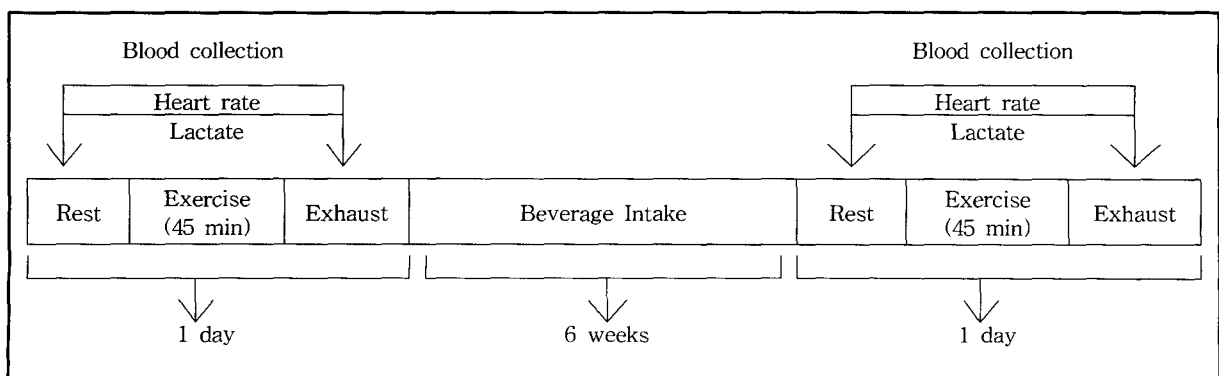 Blood collection
Heart rate
Lactate
Blood collection
Heart rate
Lactate
Rest
Exercise
(45 min)
Exhaust
Beverage Intake
Rest
Exercise
(45 min)
Exhaust
1 day
6 weeks
1 day